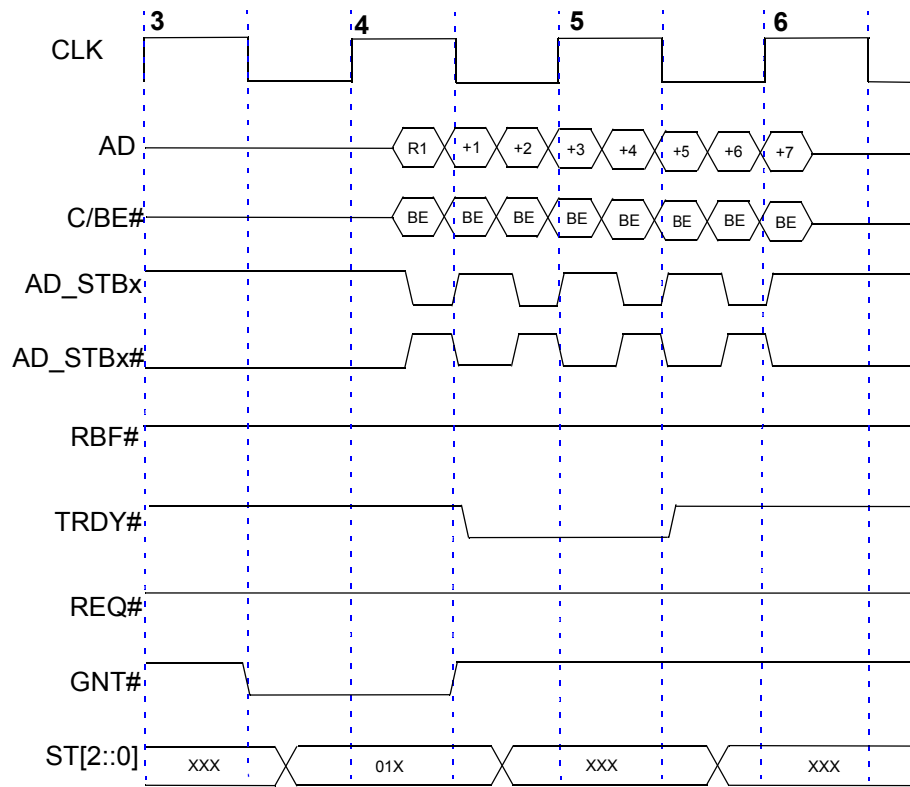 3 4 5 6
CLK
AD R1 +1 +2 +3 +4 +5 +6 +7
C/BE# BE BE BE BE BE BE BE BE
AD_STBx
AD_STBx#
RBF#
TRDY#
REQ#
GNT#
ST[2::0] XXX 01X XXX XXX